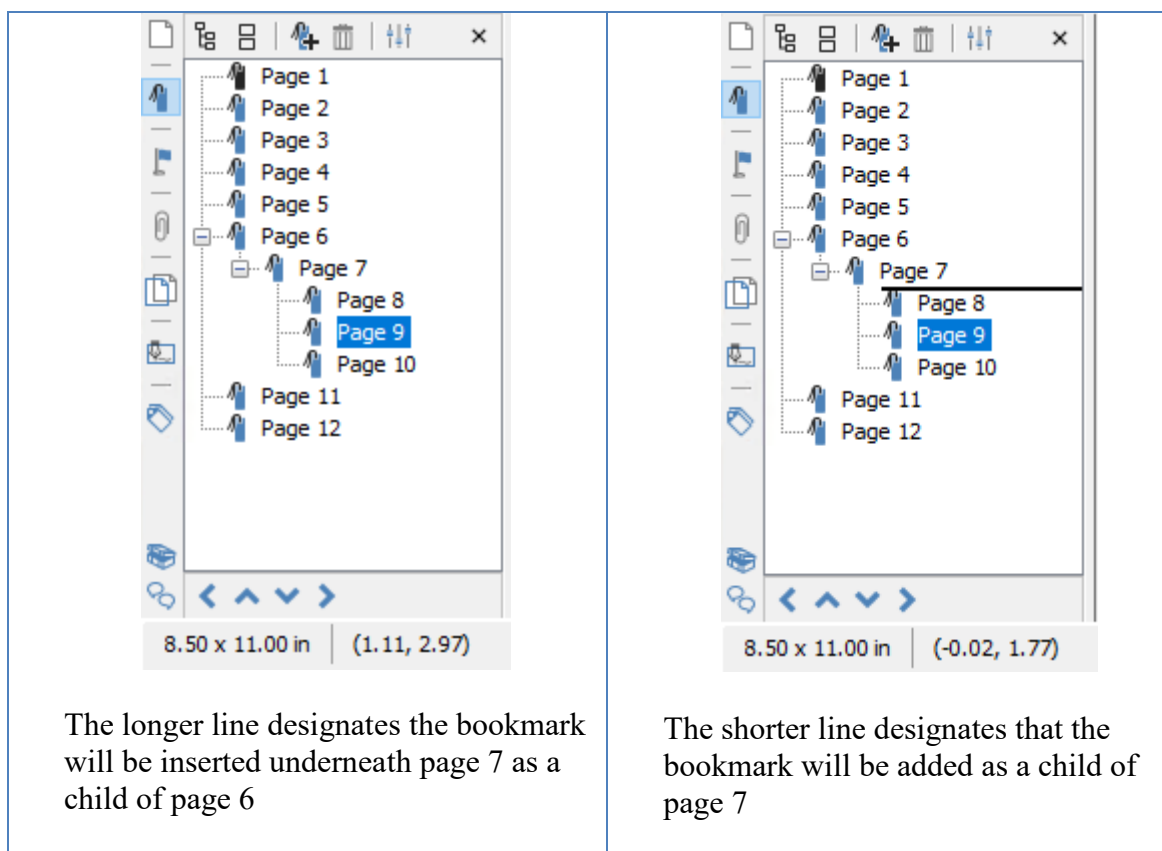 Page 1
Page 2
Page 3
Page 4
Page 5
Page 6
Page 7
Page 8
Page 9
Page 10
Page 11
Page 12
8.50 x 11.00 in
(1.11, 2.97)
The longer line designates the bookmark
will be inserted underneath page 7 as a
child of page 6
Page 1
Page 2
Page 3
Page 4
Page 5
Page 6
Page 7
Page 8
Page 9
Page 10
Page 11
Page 12
8.50 x 11.00 in
(-0.02, 1.77)
The shorter line designates that the
bookmark will be added as a child of
page 7